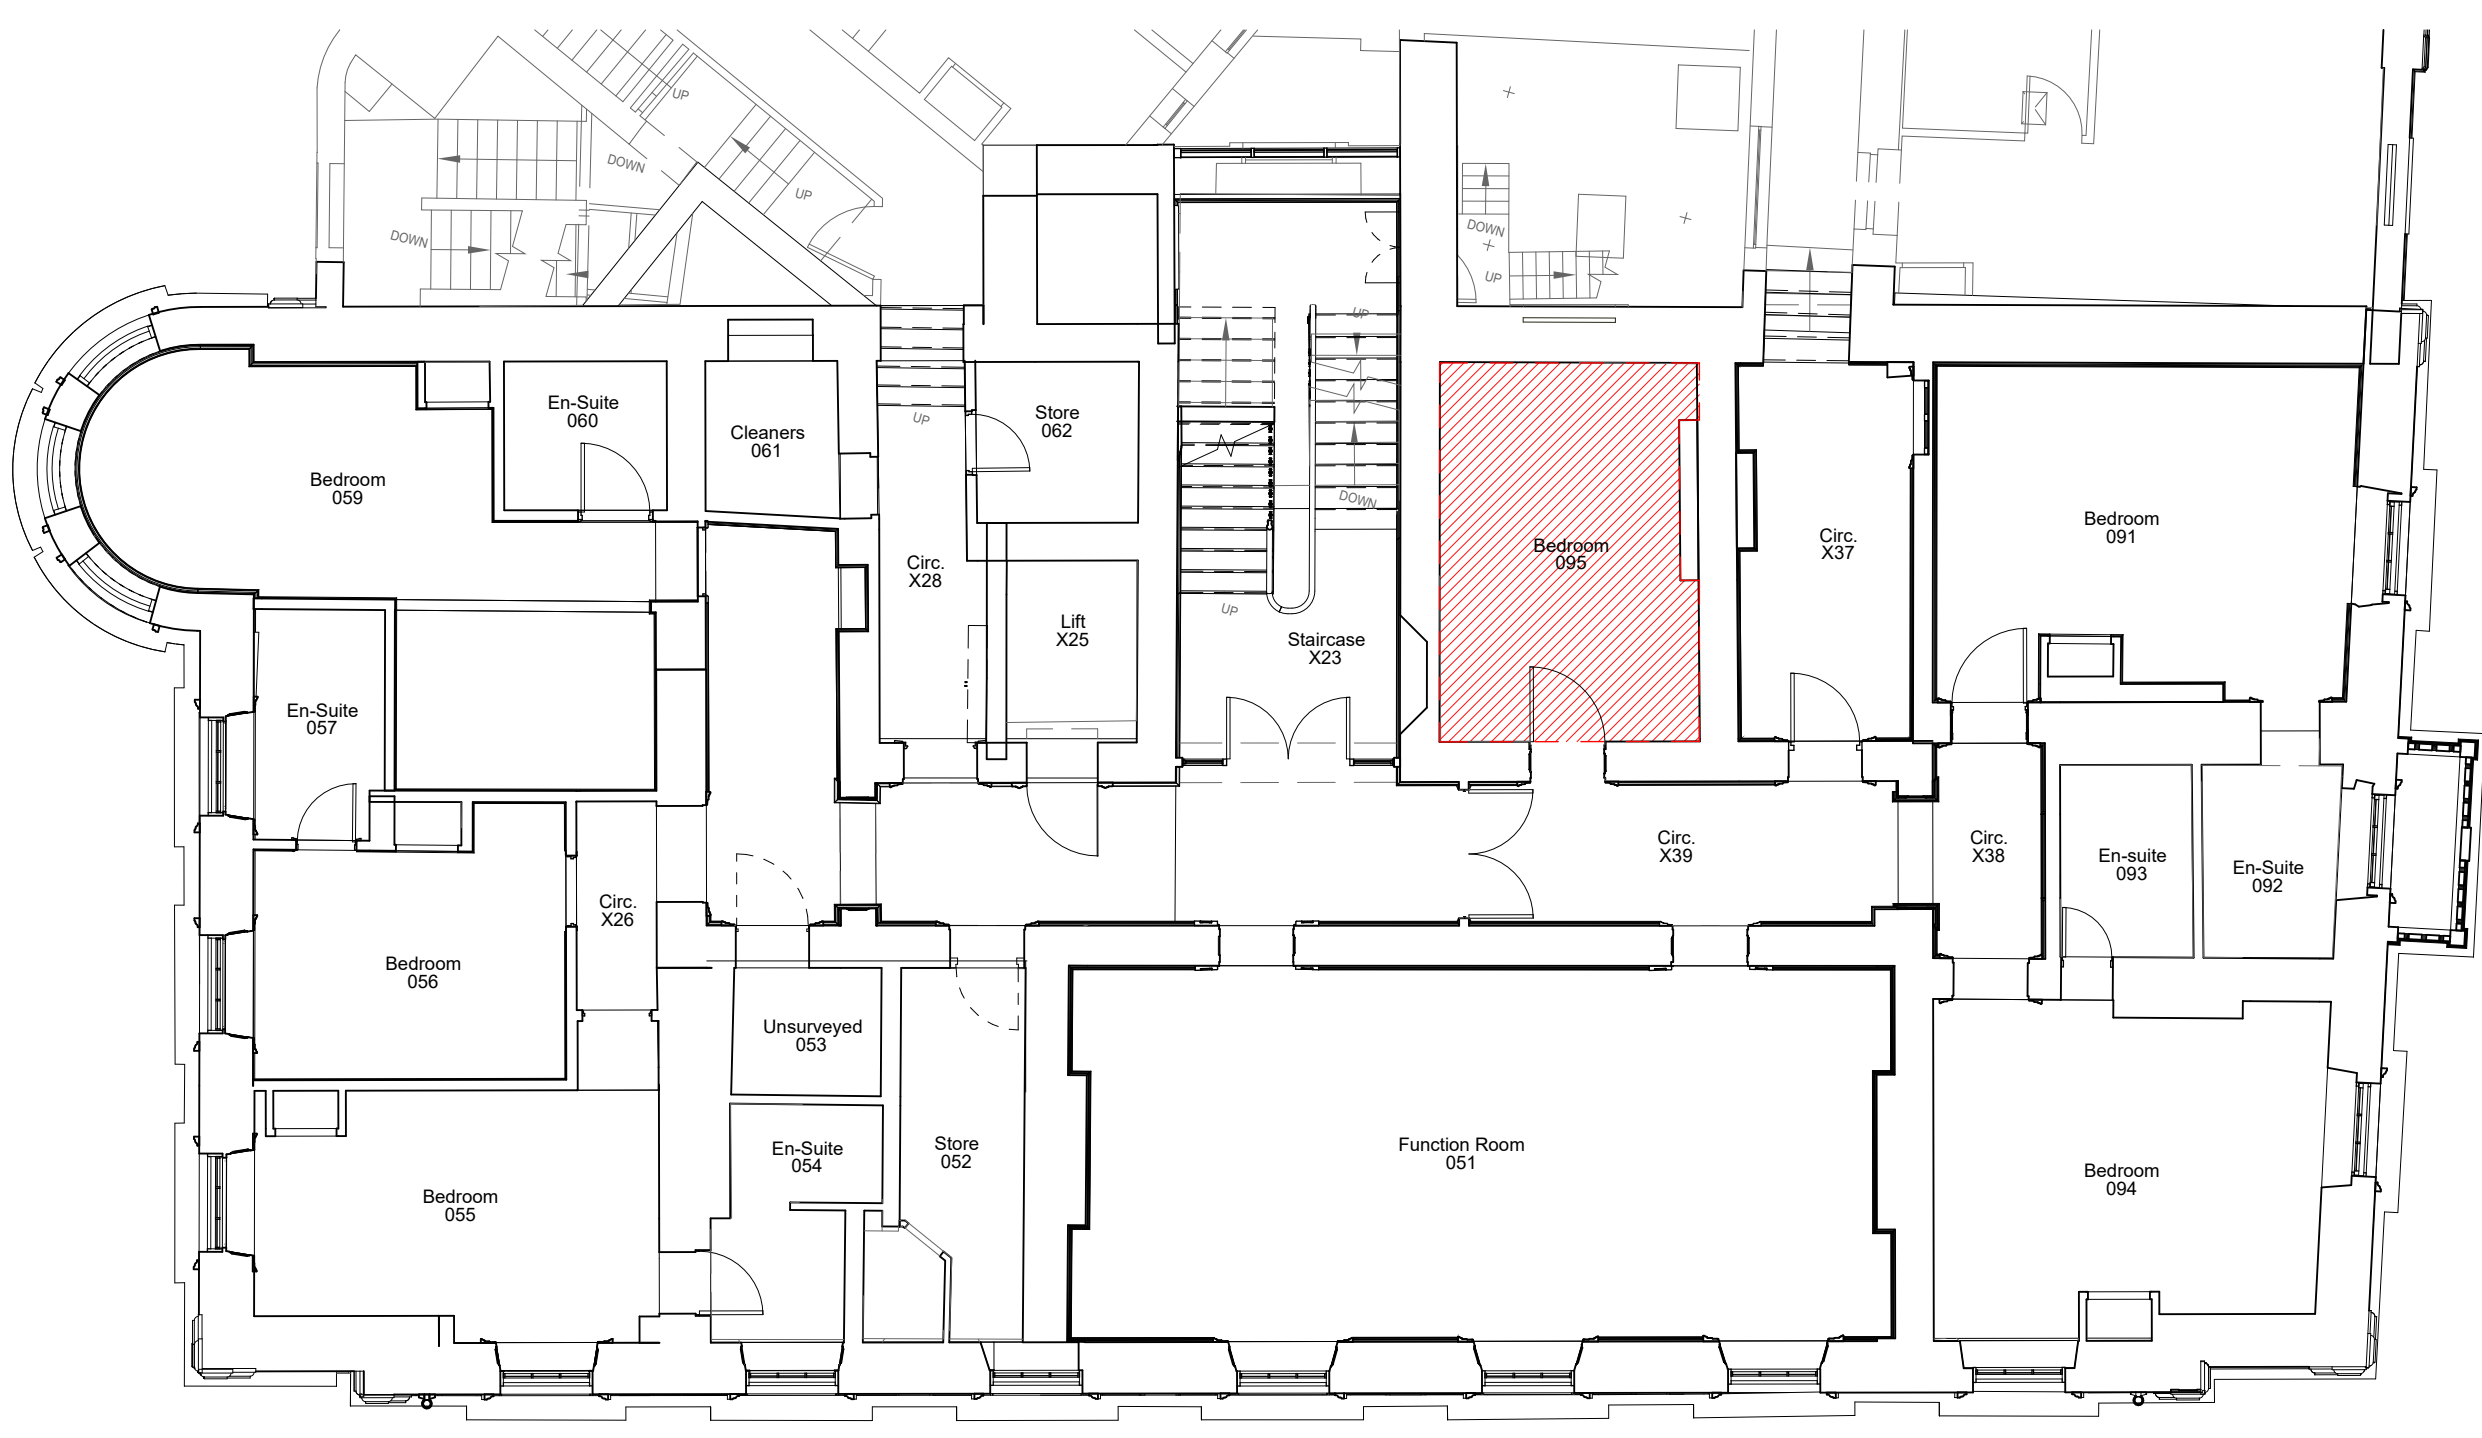 UP
DOWN
UP
DOWN
DOWN
UP
En-Suite
060
Cleaners
061
UP
Store
062
UP
DOWN
Bedroom
059
Circ.
X28
Bedroom
095
Circ.
X37
Bedroom
091
UP
Lift
X25
Staircase
X23
En-Suite
057
Circ.
X39
Circ.
X38
En-suite
093
En-Suite
092
Circ.
X26
Bedroom
056
Unsurveyed
053
En-Suite
054
Store
052
Function Room
051
Bedroom
055
Bedroom
094